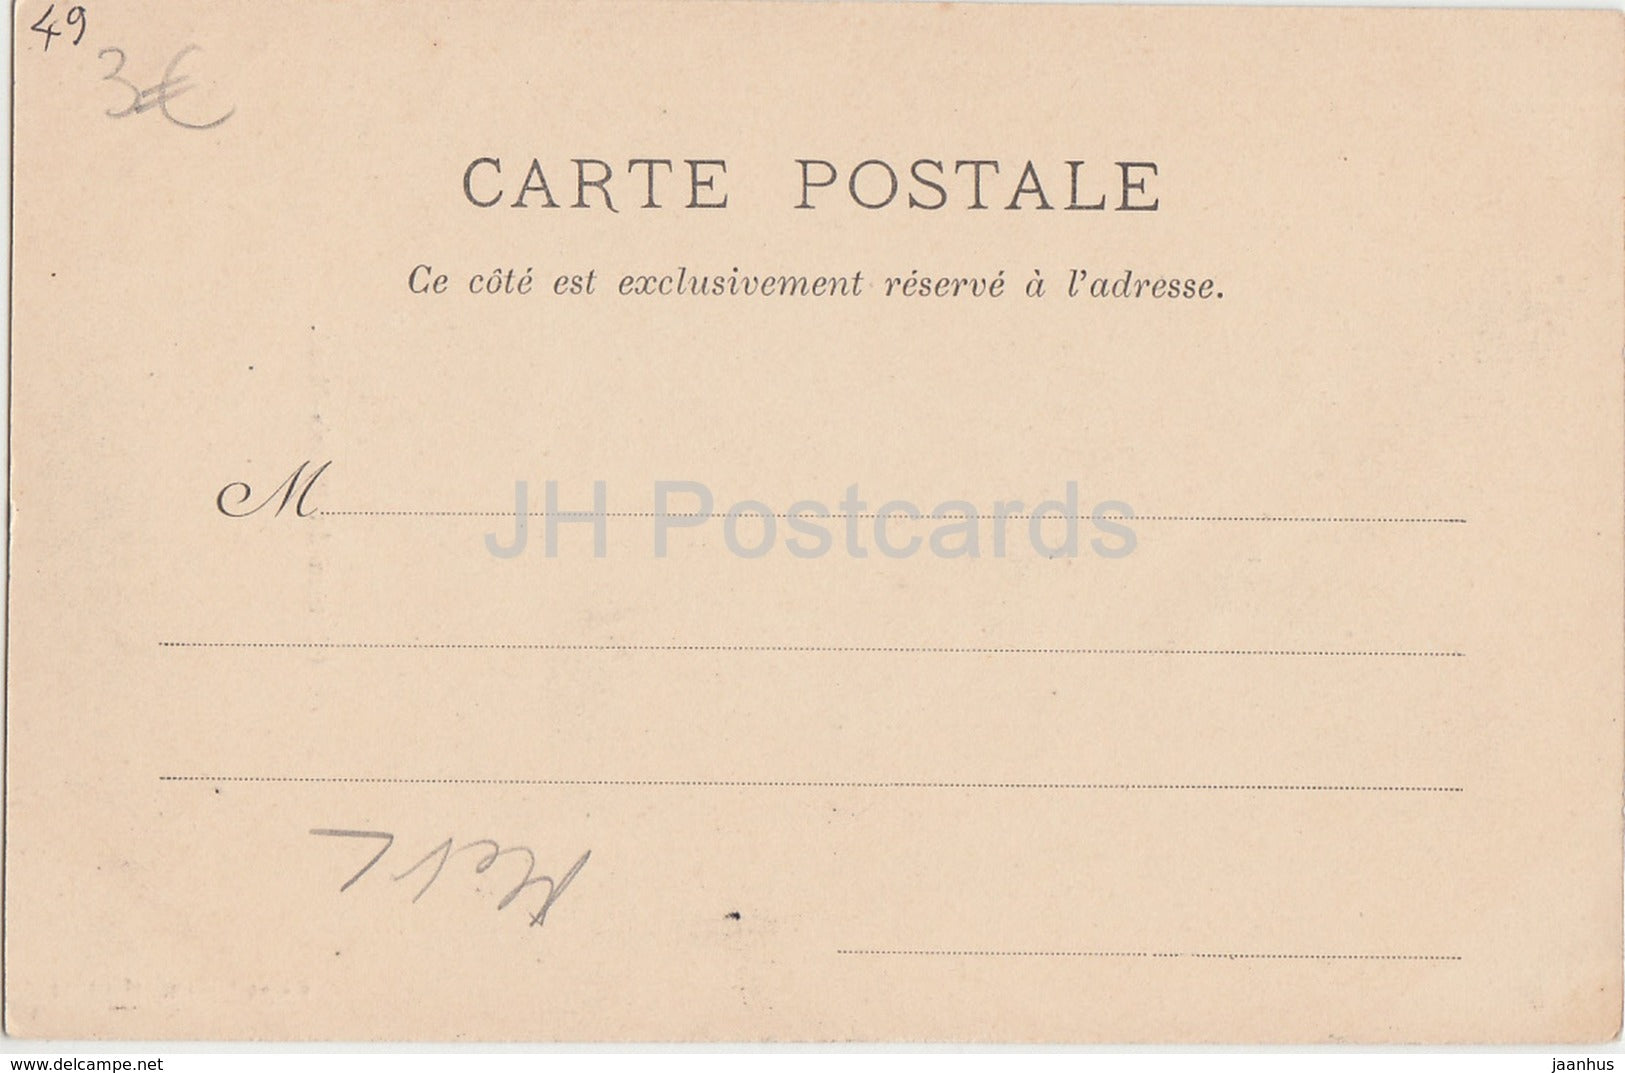 49
3€
CARTE POSTALE
Ce côté est exclusivement réservé à l'adresse.
M
JH Postcards
www.delcampe.net
jaanhus